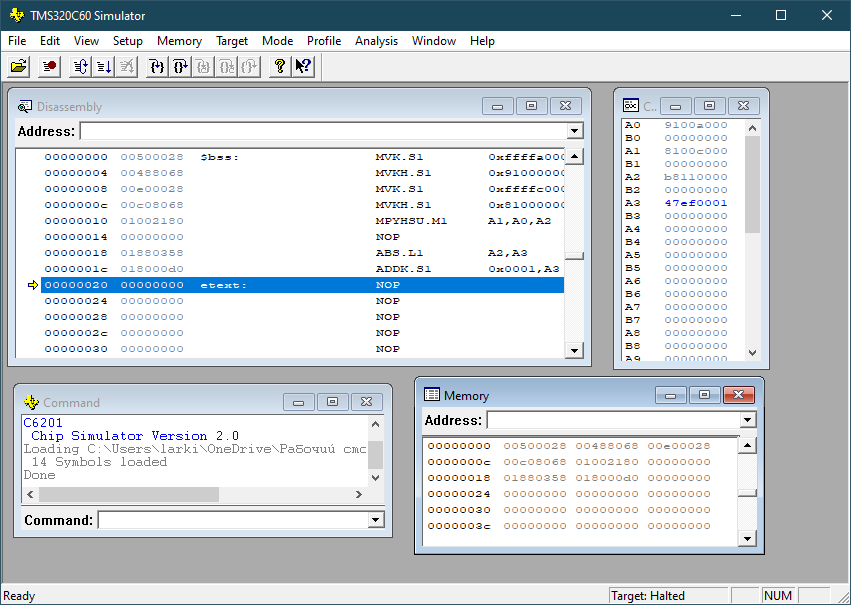 TMS320C60 Simulator
File Edit View Setup Memory Target Mode Profile Analysis Window Help
Disassembly
Address:
00000000 00500028 $bss: MVK.S1 0xffffa000
00000004 00488068 MVKH.S1 0x91000000
00000008 00e00028 MVK.S1 0xffffc000
0000000c 00c08068 MVKH.S1 0x81000000
00000010 01002180 MPYHSU.M1 A1,A0,A2
00000014 00000000 NOP
00000018 01880358 ABS.L1 A2,A3
0000001c 018000d0 ADDK.S1 0x0001,A3
00000020 00000000 etext: NOP
00000024 00000000 NOP
00000028 00000000 NOP
0000002c 00000000 NOP
00000030 00000000 NOP
C..
A0 9100a000
B0 00000000
A1 8100c000
B1 00000000
A2 b8110000
B2 00000000
A3 47ef0001
B3 00000000
A4 00000000
B4 00000000
A5 00000000
B5 00000000
A6 00000000
B6 00000000
A7 00000000
B7 00000000
A8 00000000
B8 00000000
A9 00000000
Command
C6201
Chip Simulator Version 2.0
Loading C:\Users\larki\OneDrive\Рабочий сто
14 Symbols loaded
Done
Command:
Memory
Address:
00000000 00500028 00488068 00e00028
0000000c 00c08068 01002180 00000000
00000018 01880358 018000d0 00000000
00000024 00000000 00000000 00000000
00000030 00000000 00000000 00000000
0000003c 00000000 00000000 00000000
Ready
Target: Halted
NUM